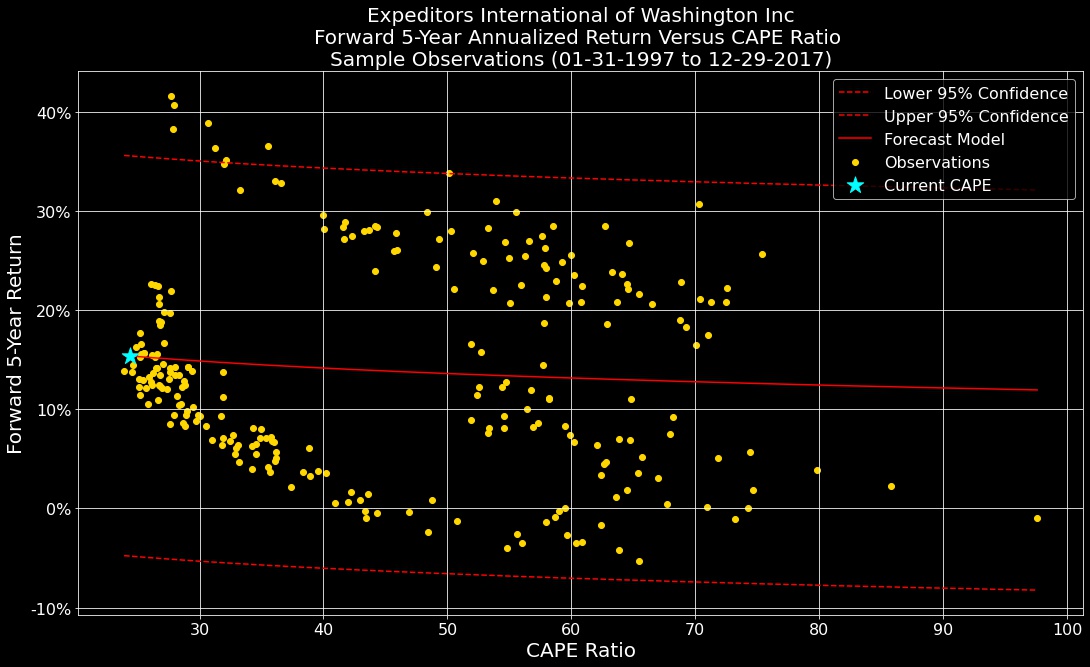 Expeditors International of Washington Inc
Forward 5-Year Annualized Return Versus CAPE Ratio
Sample Observations (01-31-1997 to 12-29-2017)
Lower 95% Confidence
Upper 95% Confidence
Forecast Model
Observations
Current CAPE
Forward 5-Year Return
40%
30%
20%
10%
0%
-10%
30 40 50 60 70 80 90 100
CAPE Ratio